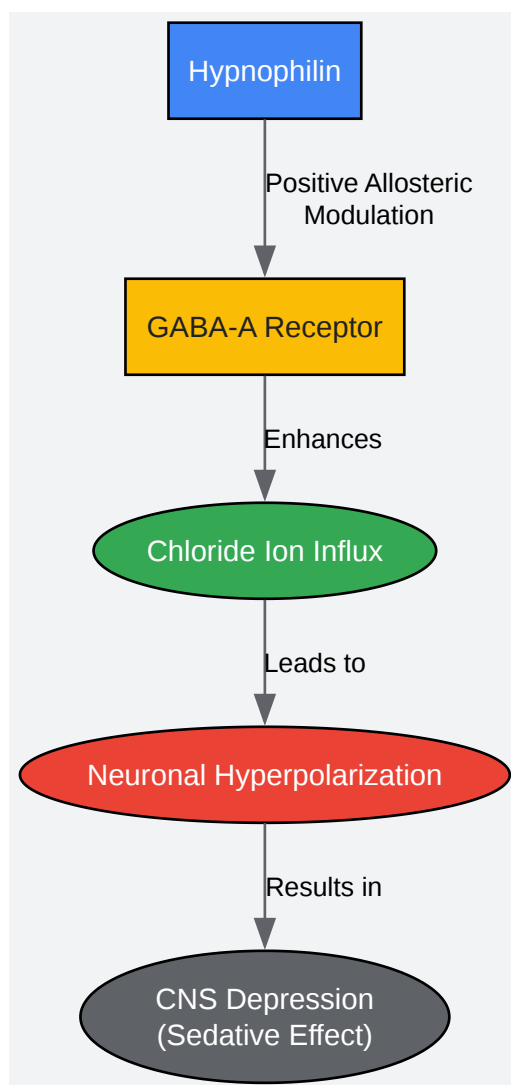 Hypnophilin
Positive Allosteric
Modulation
GABA-A Receptor
Enhances
Chloride Ion Influx
Leads to
Neuronal Hyperpolarization
Results in
CNS Depression
(Sedative Effect)